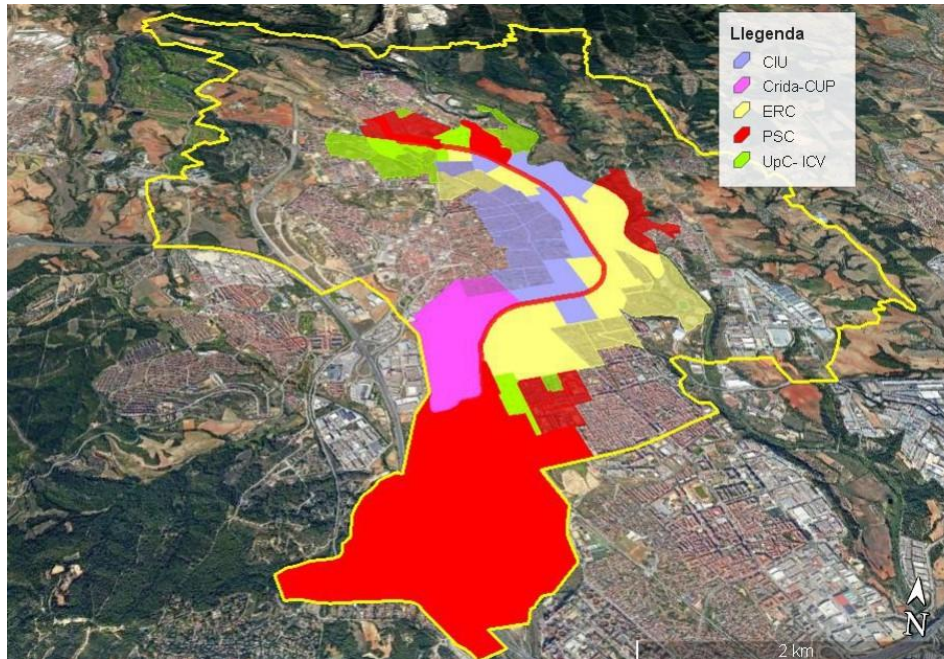 Llegenda
CIU
Crida-CUP
ERC
PSC
UpC- ICV
N
2 km